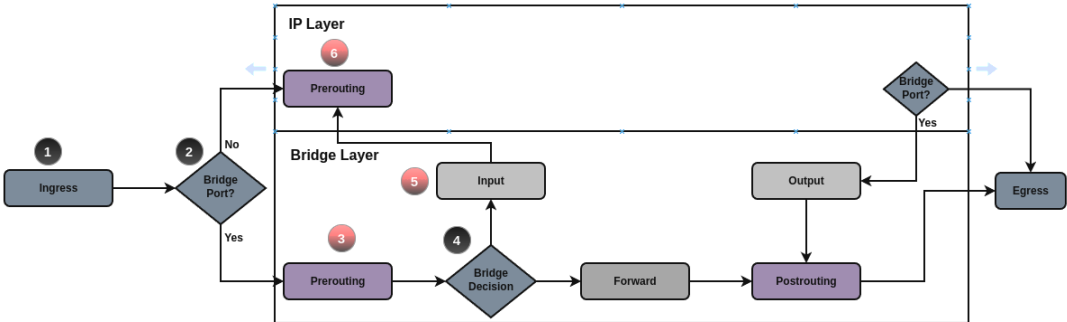 IP Layer
6
Prerouting
Bridge
Port?
Yes
1
Ingress
2
Bridge
Port?
No
Yes
Bridge Layer
5
Input
Output
Egress
3
Prerouting
4
Bridge
Decision
Forward
Postrouting